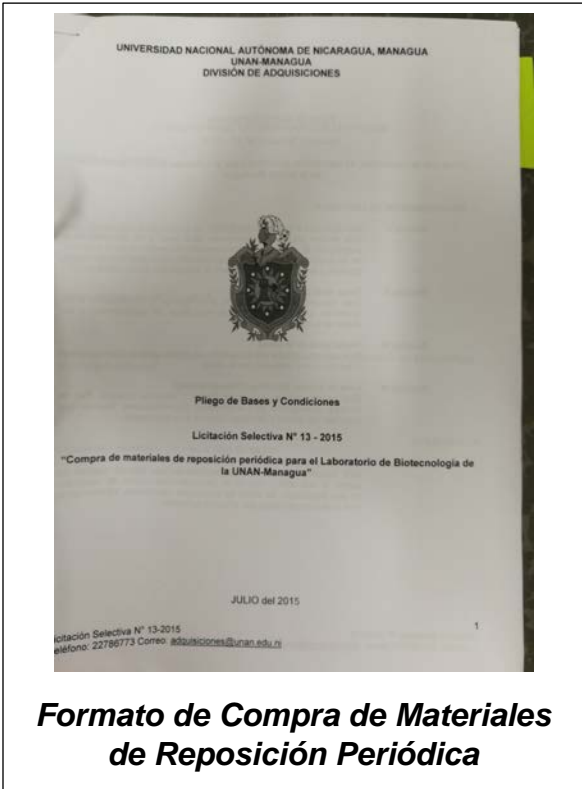 UNIVERSIDAD NACIONAL AUTÓNOMA DE NICARAGUA, MANAGUA
UNAN-MANAGUA
DIVISIÓN DE ADQUISICIONES
Pliego de Bases y Condiciones
Licitación Selectiva N° 13 - 2015
"Compra de materiales de reposición periódica para el Laboratorio de Biotecnología de
la UNAN-Managua"
JULIO del 2015
icitación Selectiva N° 13-2015
eléfono: 22786773 Correo: adquisiciones@unan.edu.ni
1
Formato de Compra de Materiales
de Reposición Periódica